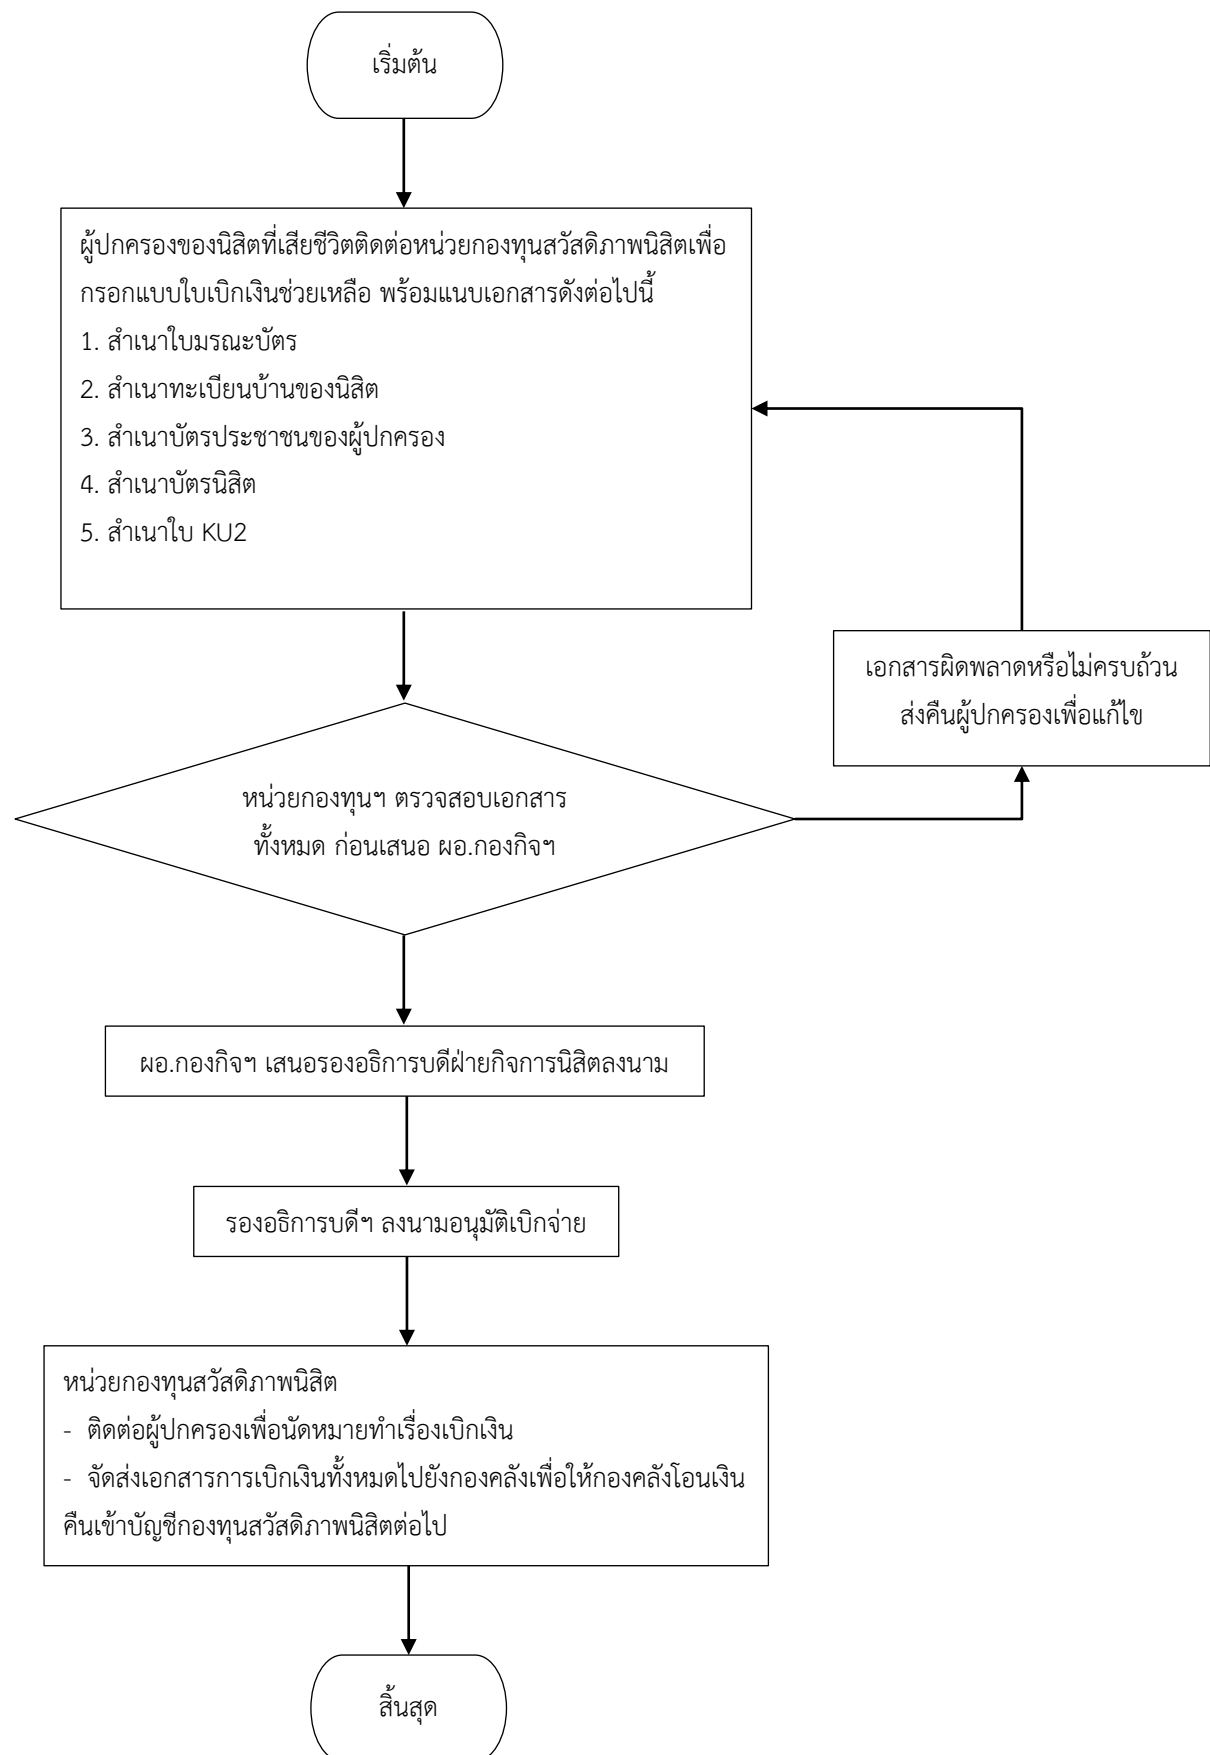 เริ่มต้น
ผู้ปกครองของนิสิตที่เสียชีวิตติดต่อหน่วยกองทุนสวัสดิภาพนิสิตเพื่อ
กรอกแบบใบเบิกเงินช่วยเหลือ พร้อมแนบเอกสารดังต่อไปนี้
1. สำเนาใบมรณะบัตร
2. สำเนาทะเบียนบ้านของนิสิต
3. สำเนาบัตรประชาชนของผู้ปกครอง
4. สำเนาบัตรนิสิต
5. สำเนาใบ KU2
เอกสารผิดพลาดหรือไม่ครบถ้วน
ส่งคืนผู้ปกครองเพื่อแก้ไข
หน่วยกองทุนฯ ตรวจสอบเอกสาร
ทั้งหมด ก่อนเสนอ ผอ.กองกิจฯ
ผอ.กองกิจฯ เสนอรองอธิการบดีฝ่ายกิจการนิสิตลงนาม
รองอธิการบดีฯ ลงนามอนุมัติเบิกจ่าย
หน่วยกองทุนสวัสดิภาพนิสิต
- ติดต่อผู้ปกครองเพื่อนัดหมายทำเรื่องเบิกเงิน
- จัดส่งเอกสารการเบิกเงินทั้งหมดไปยังกองคลังเพื่อให้กองคลังโอนเงิน
คืนเข้าบัญชีกองทุนสวัสดิภาพนิสิตต่อไป
สิ้นสุด